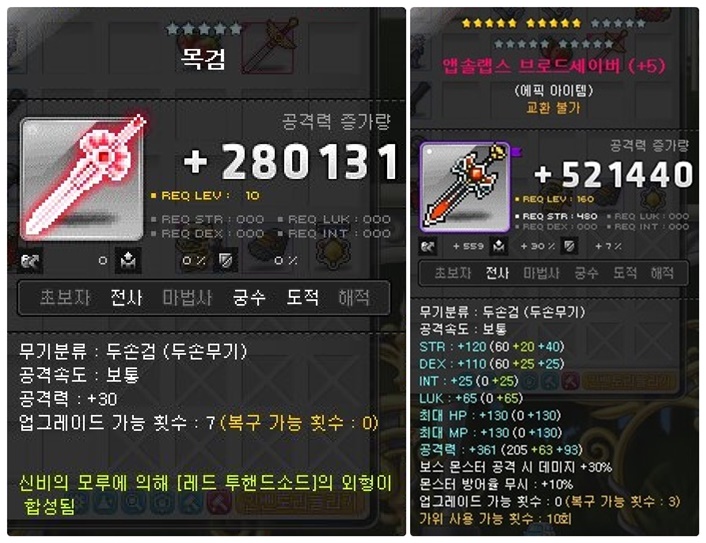 목검
공격력 증가량
+ 280131
REQ LEV : 10
REQ STR : 000 REQ LUK : 000
REQ DEX : 000 REQ INT : 000
0 0 % 0 %
초보자 전사 마법사 궁수 도적 해적
무기분류 : 두손검 (두손무기)
공격속도 : 보통
공격력 : +30
업그레이드 가능 횟수 : 7 (복구 가능 횟수 : 0)
신비의 모루에 의해 [레드 투핸드소드]의 외형이
합성됨
앱솔랩스 브로드세이버 (+5)
(에픽 아이템)
교환 불가
공격력 증가량
+ 521440
REQ LEV : 160
REQ STR : 480 REQ LUK : 000
REQ DEX : 000 REQ INT : 000
+ 559 + 30 % + 7 %
초보자 전사 마법사 궁수 도적 해적
무기분류 : 두손검 (두손무기)
공격속도 : 보통
STR : +120 (60 +20 +40)
DEX : +110 (60 +25 +25)
INT : +25 (0 +25)
LUK : +65 (0 +65)
최대 HP : +130 (0 +130)
최대 MP : +130 (0 +130)
공격력 : +361 (205 +63 +93)
보스 몬스터 공격 시 데미지 +30%
몬스터 방어율 무시 : +10%
업그레이드 가능 횟수 : 0 (복구 가능 횟수 : 3)
가위 사용 가능 횟수 : 10회